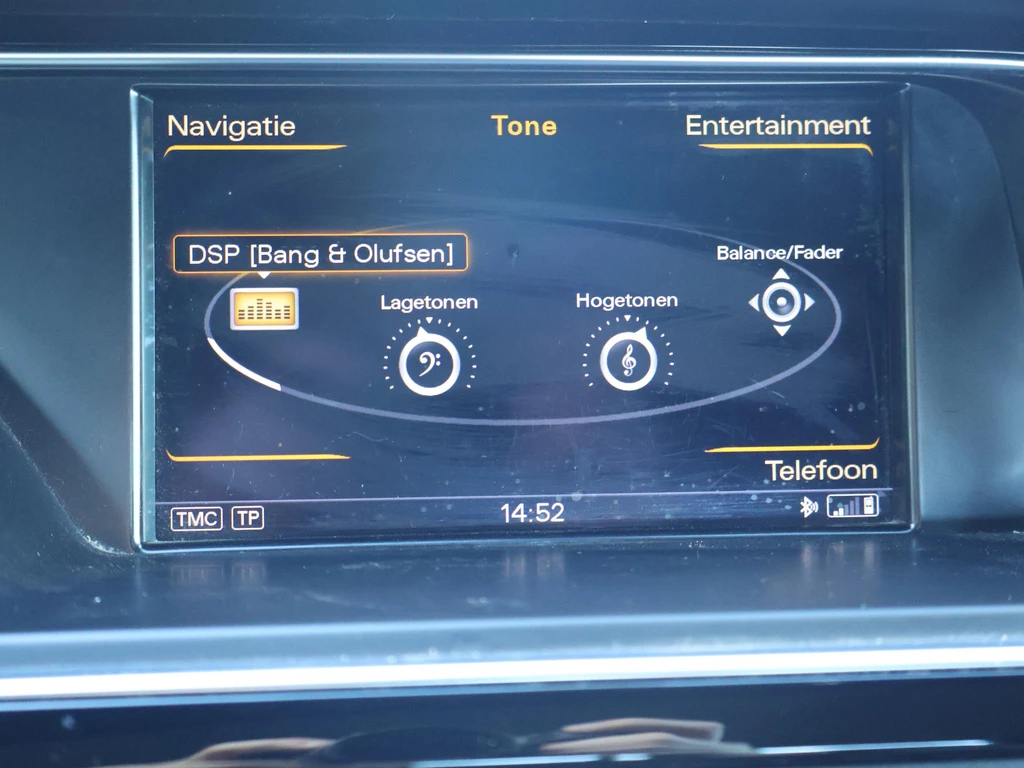 Navigatie
Tone
Entertainment
DSP [Bang & Olufsen]
Balance/Fader
Lagetonen
Hogetonen
Telefoon
TMC
TP
14:52